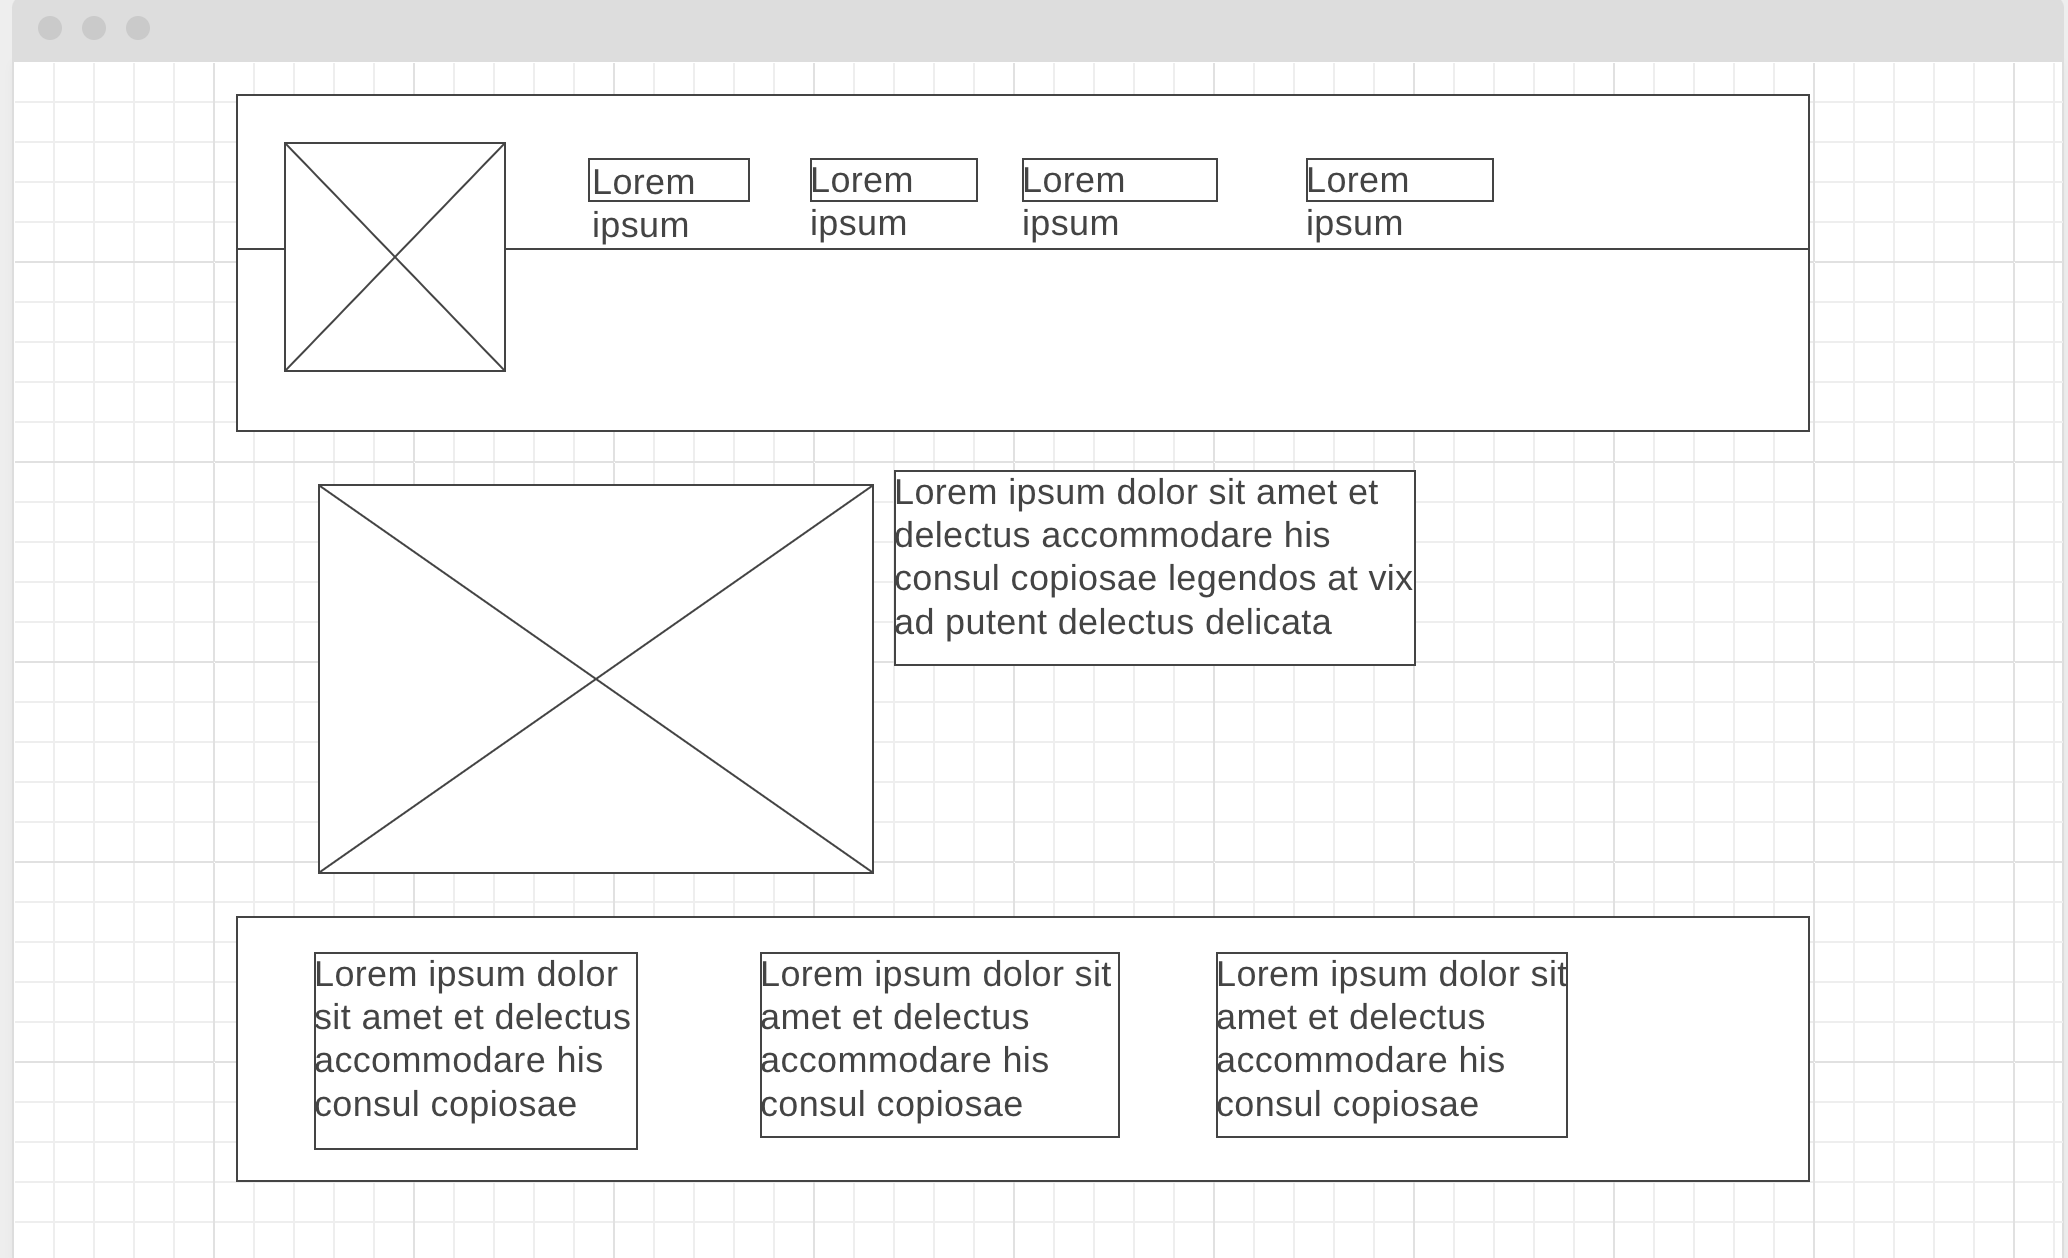 Lorem
ipsum
Lorem
ipsum
Lorem
ipsum
Lorem
ipsum
Lorem ipsum dolor sit amet et
delectus accommodare his
consul copiosae legendos at vix
ad putent delectus delicata
Lorem ipsum dolor
sit amet et delectus
accommodare his
consul copiosae
Lorem ipsum dolor sit
amet et delectus
accommodare his
consul copiosae
Lorem ipsum dolor sit
amet et delectus
accommodare his
consul copiosae